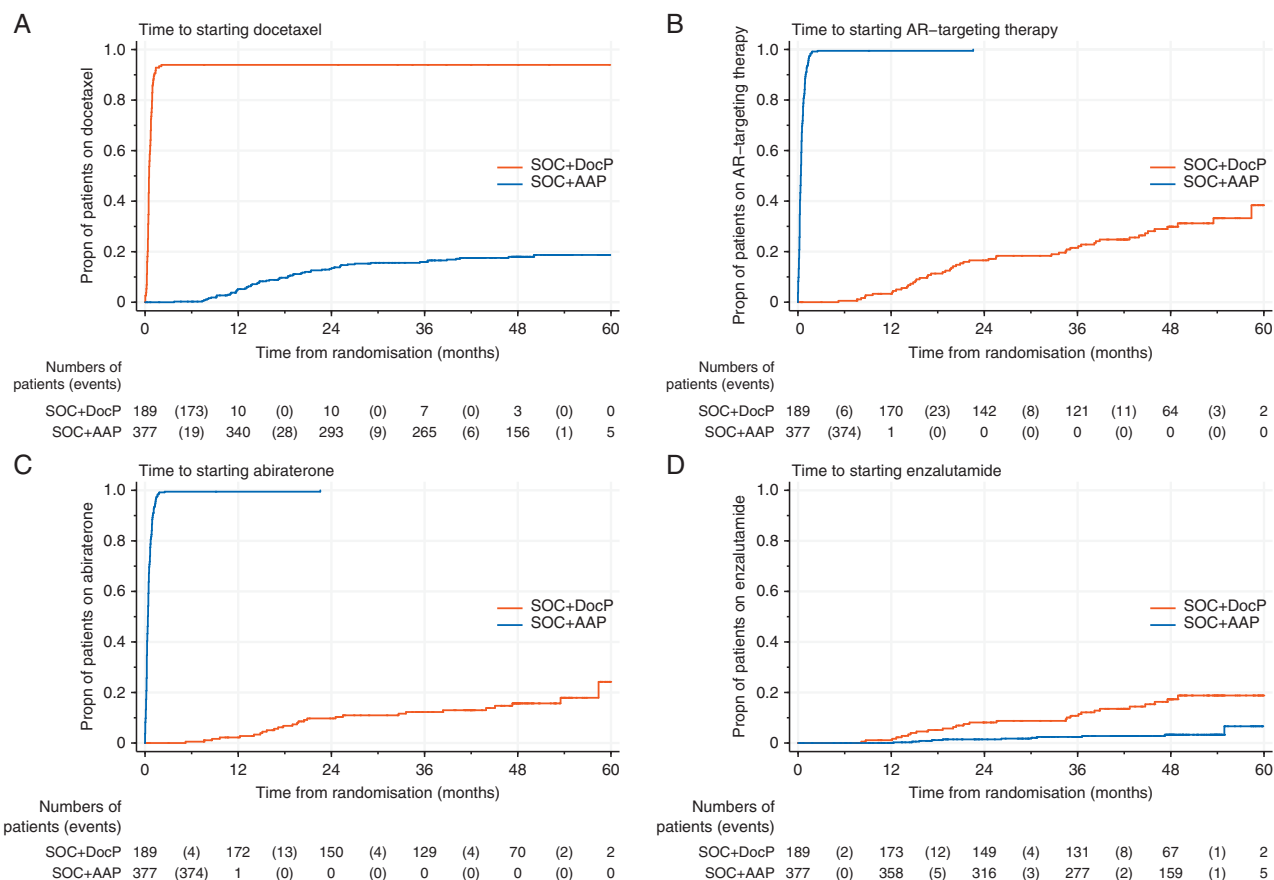 A
Time to starting docetaxel
Propn of patients on docetaxel
1.0
0.8
0.6
0.4
0.2
0
SOC+DocP
SOC+AAP
0 12 24 36 48 60
Time from randomisation (months)
Numbers of
patients (events)
SOC+DocP 189 (173) 10 (0) 10 (0) 7 (0) 3 (0) 0
SOC+AAP 377 (19) 340 (28) 293 (9) 265 (6) 156 (1) 5
B
Time to starting AR−targeting therapy
Propn of patients on AR−targeting therapy
1.0
0.8
0.6
0.4
0.2
0
SOC+DocP
SOC+AAP
0 12 24 36 48 60
Time from randomisation (months)
Numbers of
patients (events)
SOC+DocP 189 (6) 170 (23) 142 (8) 121 (11) 64 (3) 2
SOC+AAP 377 (374) 1 (0) 0 (0) 0 (0) 0 (0) 0
C
Time to starting abiraterone
Propn of patients on abiraterone
1.0
0.8
0.6
0.4
0.2
0
SOC+DocP
SOC+AAP
0 12 24 36 48 60
Time from randomisation (months)
Numbers of
patients (events)
SOC+DocP 189 (4) 172 (13) 150 (4) 129 (4) 70 (2) 2
SOC+AAP 377 (374) 1 (0) 0 (0) 0 (0) 0 (0) 0
D
Time to starting enzalutamide
Propn of patients on enzalutamide
1.0
0.8
0.6
0.4
0.2
0
SOC+DocP
SOC+AAP
0 12 24 36 48 60
Time from randomisation (months)
Numbers of
patients (events)
SOC+DocP 189 (2) 173 (12) 149 (4) 131 (8) 67 (1) 2
SOC+AAP 377 (0) 358 (5) 316 (3) 277 (2) 159 (1) 5